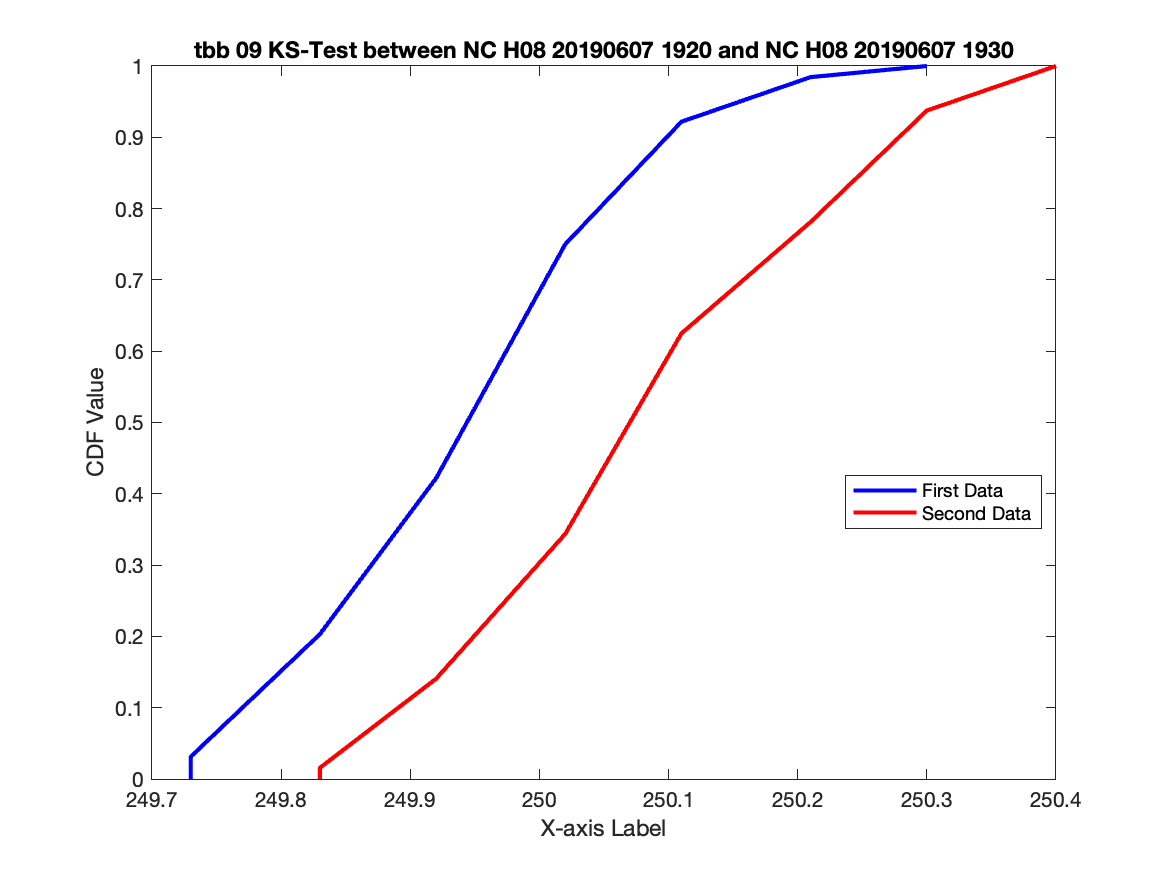 tbb 09 KS-Test between NC H08 20190607 1920 and NC H08 20190607 1930
1
0.9
0.8
0.7
0.6
0.5
0.4
0.3
0.2
0.1
0
CDF Value
First Data
Second Data
249.7 249.8 249.9 250 250.1 250.2 250.3 250.4
X-axis Label